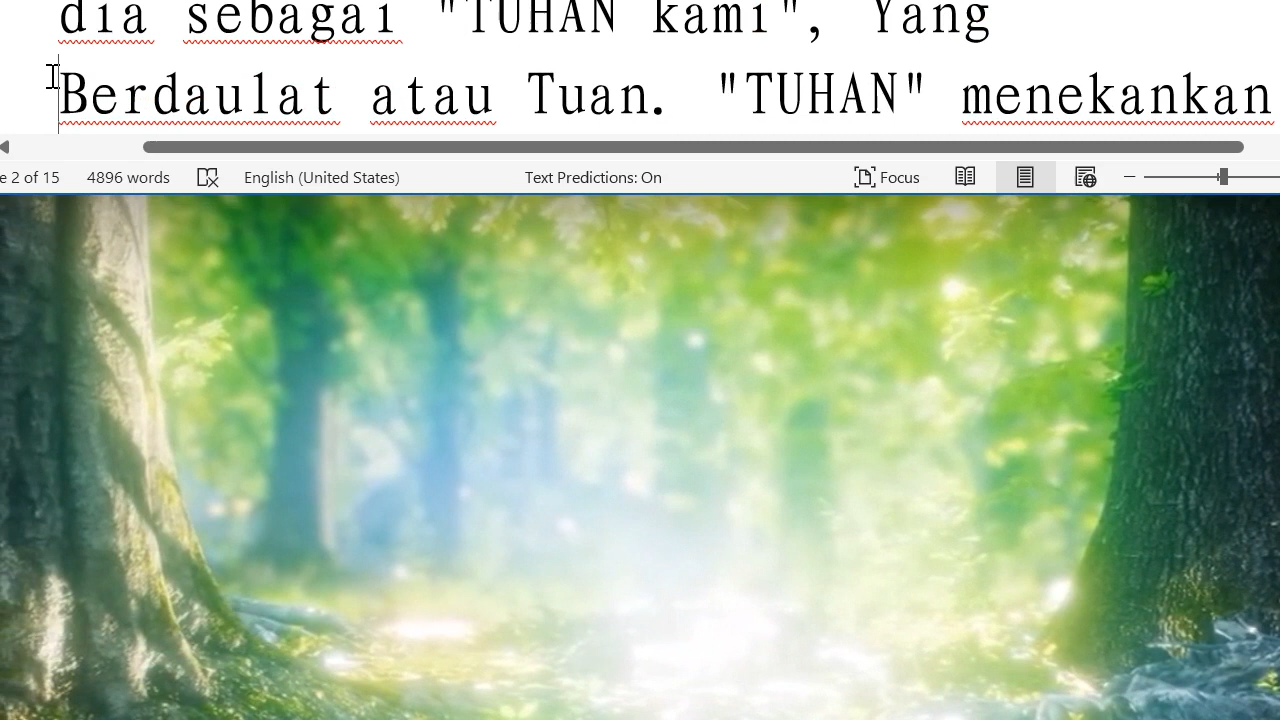 dia sebagai "TUHAN kami", Yang
Berdaulat atau Tuan. "TUHAN" menekankan
e 2 of 15 4896 words English (United States) Text Predictions: On Focus